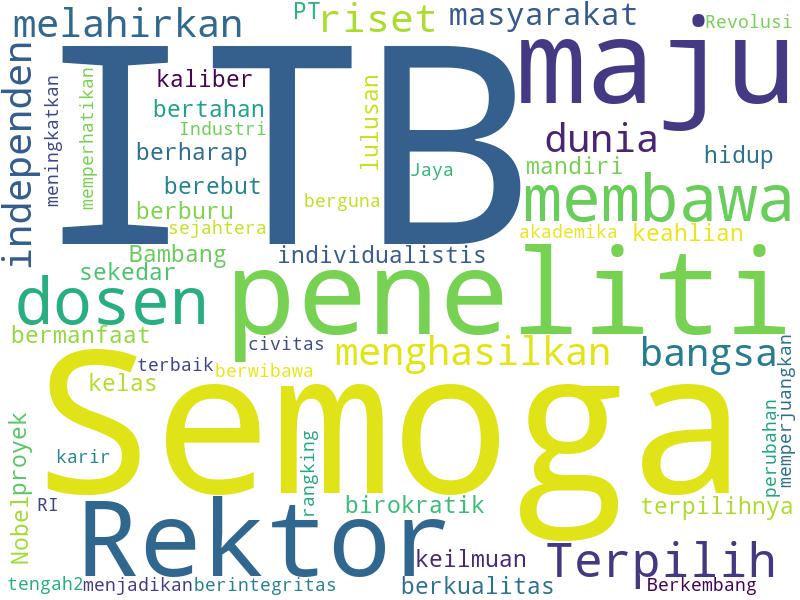 melahirkan
PT
riset
masyarakat
Revolusi
ITB
maju
independen
meningkatkan
memperhatikan
kaliber
bertahan
Industri
berharap
berebut
berburu
sejahtera
lulusan
Jaya
berguna
dunia
mandiri
hidup
membawa
akademika
keahlian
Bambang
individualistis
sekedar
dosen
peneliti
bermanfaat
civitas
menghasilkan
bangsa
terbaik
berwibawa
kelas
Semoga
karir
Nobelproyek
RI
rangking
perubahan
memperjuangkan
Rektor
birokratik
terpilihnya
keilmuan
Terpilih
tengah2
menjadikan
berintegritas
berkualitas
Berkembang